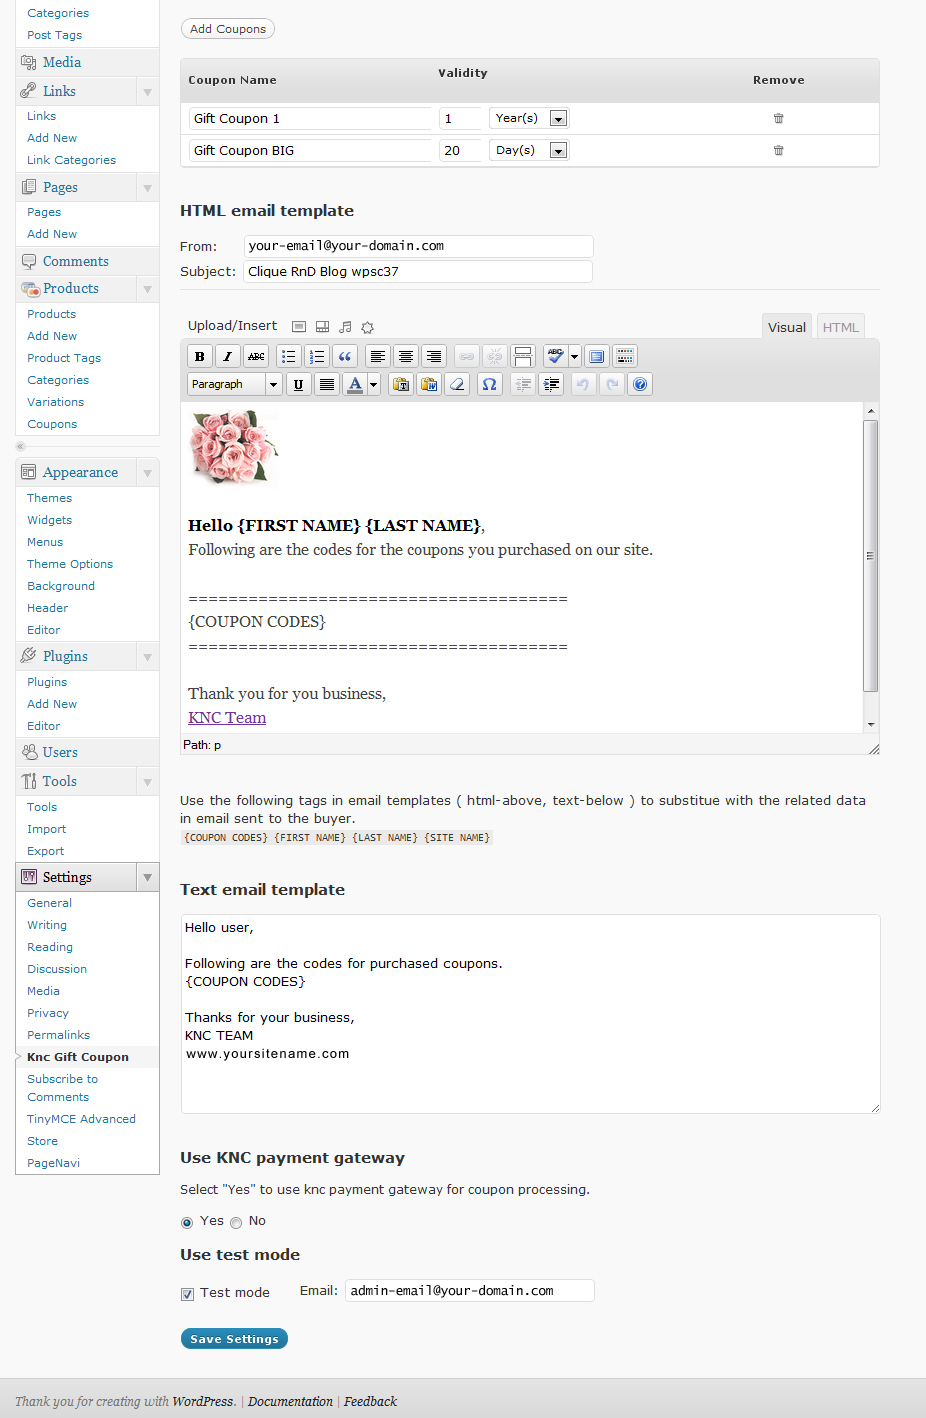 Categories
Post Tags
Media
Links
Links
Add New
Link Categories
Pages
Pages
Add New
Comments
Products
Products
Add New
Product Tags
Categories
Variations
Coupons
Appearance
Themes
Widgets
Menus
Theme Options
Background
Header
Editor
Plugins
Plugins
Add New
Editor
Users
Tools
Tools
Import
Export
Settings
General
Writing
Reading
Discussion
Media
Privacy
Permalinks
Knc Gift Coupon
Subscribe to
Comments
TinyMCE Advanced
Store
PageNavi
Add Coupons
Coupon Name Validity Remove
Gift Coupon 1 1 Year(s)
Gift Coupon BIG 20 Day(s)
HTML email template
From: your-email@your-domain.com
Subject: Clique RnD Blog wpsc37
Upload/Insert Visual HTML
B I ABC ABC
Paragraph U A Ω
Hello {FIRST NAME} {LAST NAME},
Following are the codes for the coupons you purchased on our site.
======================================
{COUPON CODES}
======================================
Thank you for you business,
KNC Team
Path: p
Use the following tags in email templates ( html-above, text-below ) to substitue with the related data
in email sent to the buyer.
{COUPON CODES} {FIRST NAME} {LAST NAME} {SITE NAME}
Text email template
Hello user,
Following are the codes for purchased coupons.
{COUPON CODES}
Thanks for your business,
KNC TEAM
www.yoursitename.com
Use KNC payment gateway
Select "Yes" to use knc payment gateway for coupon processing.
Yes No
Use test mode
Test mode Email: admin-email@your-domain.com
Save Settings
Thank you for creating with WordPress. | Documentation | Feedback